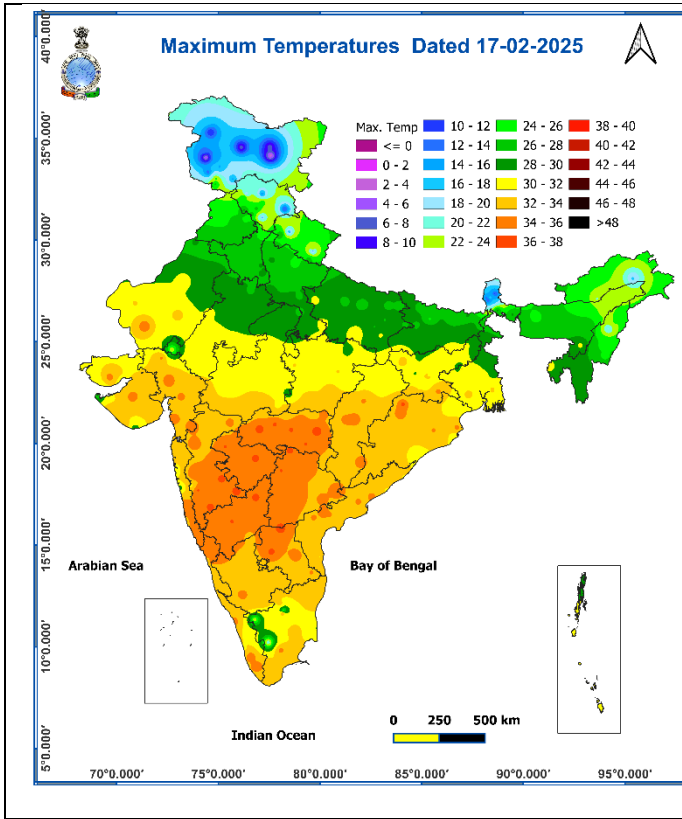 Maximum Temperatures Dated 17-02-2025
Max. Temp
<= 0
0 - 2
2 - 4
4 - 6
6 - 8
8 - 10
10 - 12
12 - 14
14 - 16
16 - 18
18 - 20
20 - 22
22 - 24
24 - 26
26 - 28
28 - 30
30 - 32
32 - 34
34 - 36
36 - 38
38 - 40
40 - 42
42 - 44
44 - 46
46 - 48
>48
40°0.000'
35°0.000'
30°0.000'
25°0.000'
20°0.000'
15°0.000'
10°0.000'
5°0.000'
Arabian Sea
Bay of Bengal
Indian Ocean
0 250 500 km
70°0.000' 75°0.000' 80°0.000' 85°0.000' 90°0.000' 95°0.000'